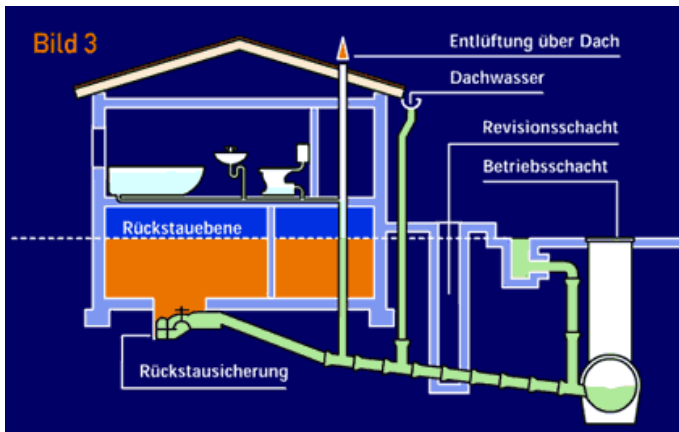 Bild 3
Entlüftung über Dach
Dachwasser
Revisionsschacht
Betriebsschacht
Rückstauebene
Rückstausicherung